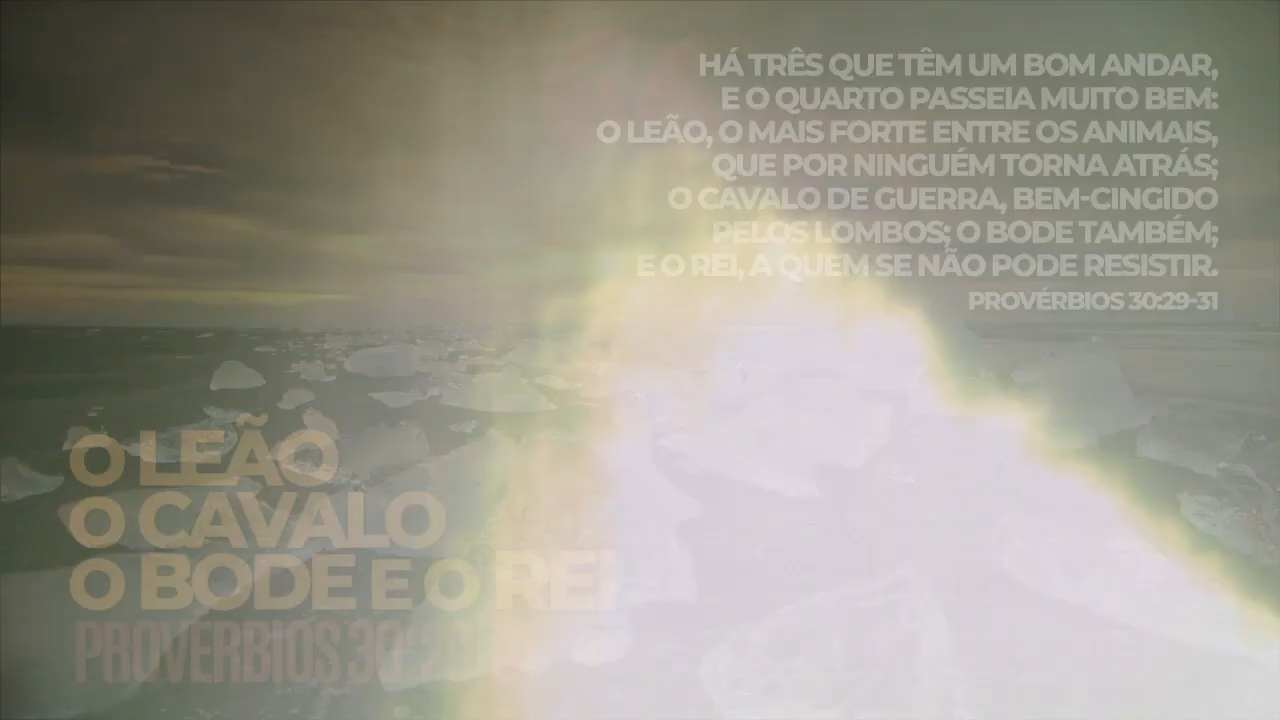 HÁ TRÊS QUE TÊM UM BOM ANDAR,
E O QUARTO PASSEIA MUITO BEM:
O LEÃO, O MAIS FORTE ENTRE OS ANIMAIS,
QUE POR NINGUÉM TORNA ATRÁS;
O CAVALO DE GUERRA, BEM-CINGIDO
PELOS LOMBOS; O BODE TAMBÉM;
E O REI, A QUEM SE NÃO PODE RESISTIR.
PROVÉRBIOS 30:29-31
O LEÃO
O CAVALO
O BODE E O REI
PROVÉRBIOS